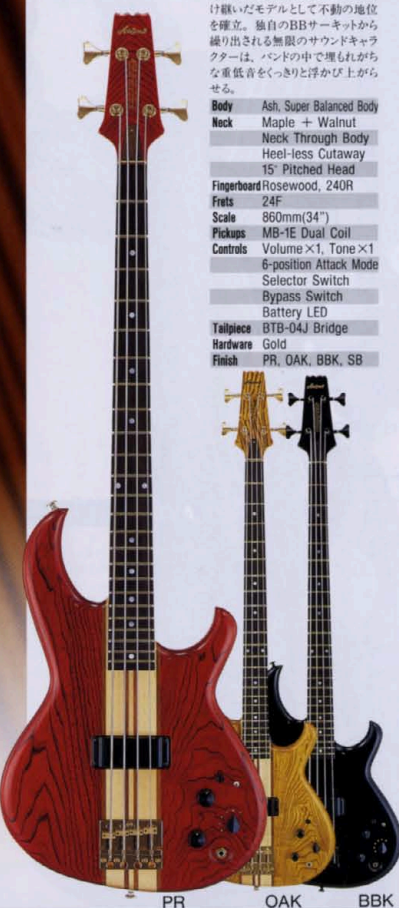 け継いだモデルとして不動の地位
を確立。独自のBBサーキットから
繰り出される無限のサウンドキャラ
クターは、バンドの中で埋もれがち
な重低音をくっきりと浮かび上がら
せる。
Body Ash, Super Balanced Body
Neck Maple + Walnut
Neck Through Body
Heel-less Cutaway
15° Pitched Head
Fingerboard Rosewood, 240R
Frets 24F
Scale 860mm(34")
Pickups MB-1E Dual Coil
Controls Volume×1, Tone×1
6-position Attack Mode
Selector Switch
Bypass Switch
Battery LED
Tailpiece BTB-04J Bridge
Hardware Gold
Finish PR, OAK, BBK, SB
PR OAK BBK